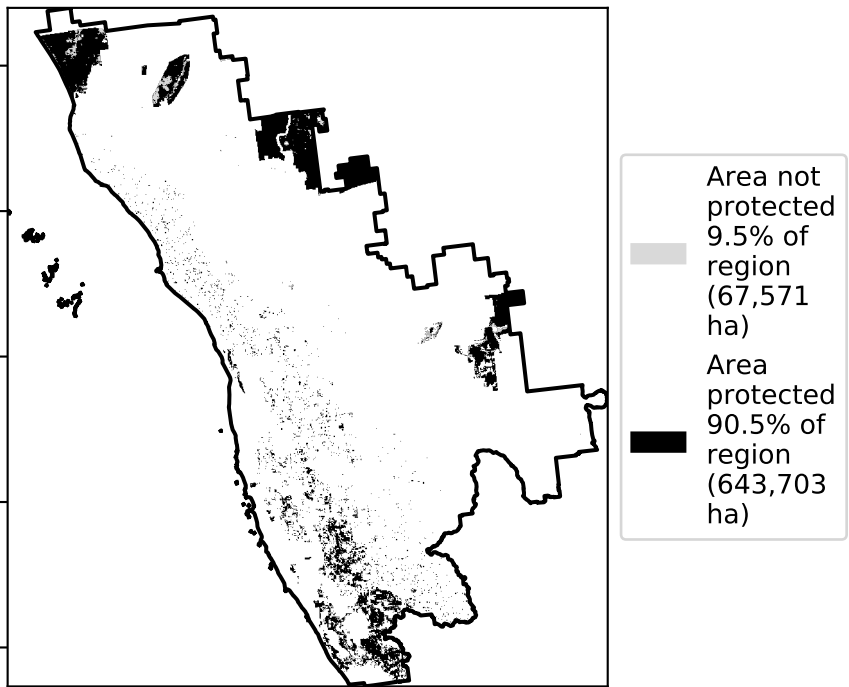 Area not
protected
9.5% of
region
(67,571
ha)
Area
protected
90.5% of
region
(643,703
ha)